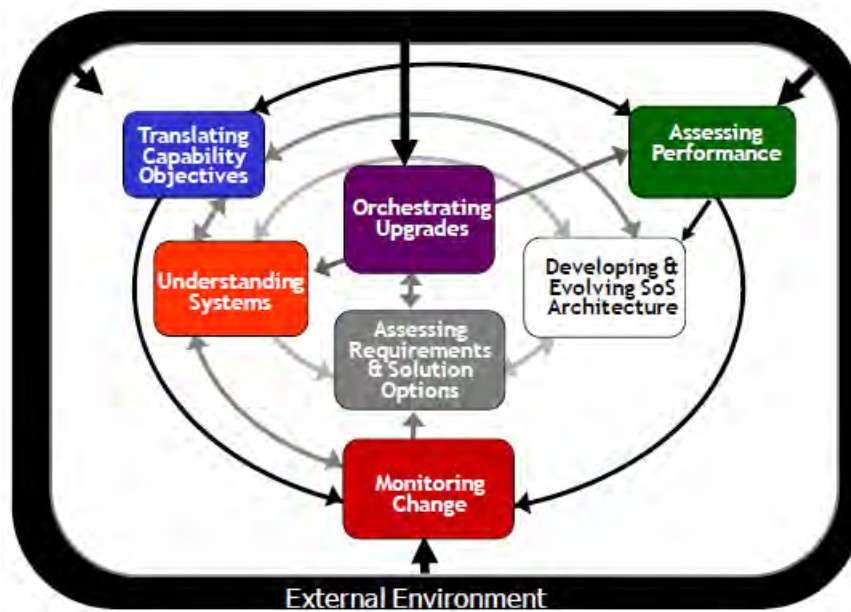 Translating
Capability
Objectives
Assessing
Performance
Orchestrating
Upgrades
Understanding
Systems
Developing &
Evolving SoS
Architecture
Assessing
Requirements
& Solution
Options
Monitoring
Change
External Environment